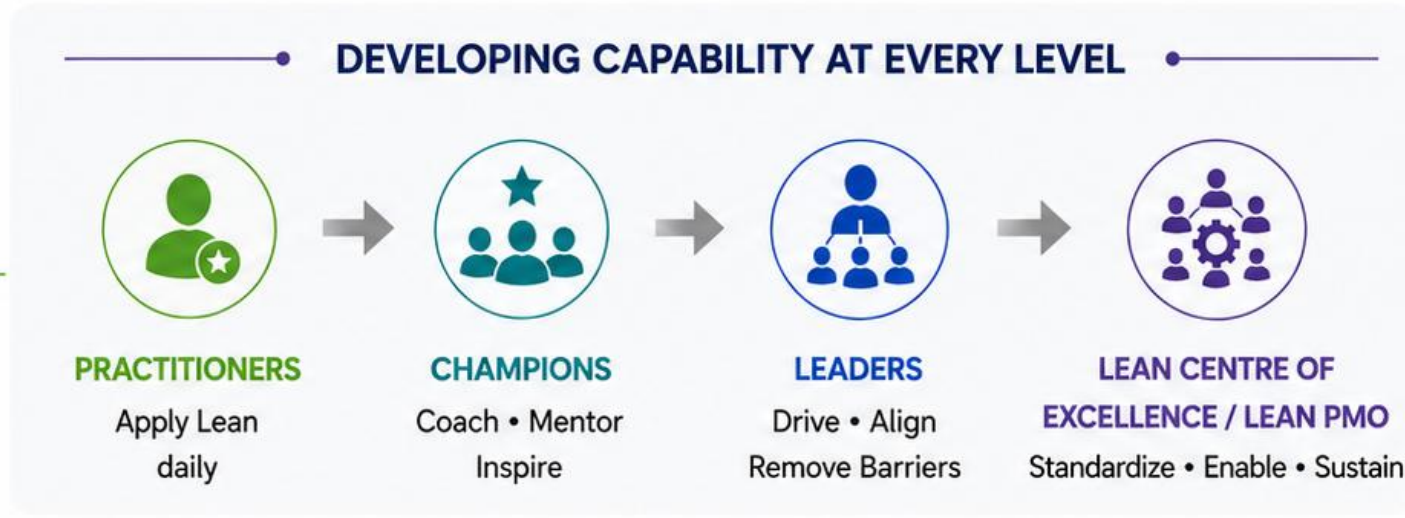 DEVELOPING CAPABILITY AT EVERY LEVEL
PRACTITIONERS
Apply Lean
daily
CHAMPIONS
Coach • Mentor
Inspire
LEADERS
Drive • Align
Remove Barriers
LEAN CENTRE OF
EXCELLENCE / LEAN PMO
Standardize • Enable • Sustain